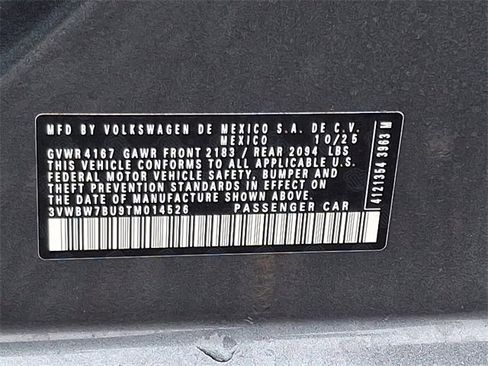 MFD BY VOLKSWAGEN DE MEXICO S.A. DE C.V.
MEXICO 10/25
GVWR 4167 GAWR FRONT 2183 / REAR 2094 LBS
THIS VEHICLE CONFORMS TO ALL APPLICABLE U.S.
FEDERAL MOTOR VEHICLE SAFETY, BUMPER AND
THEFT PREVENTION STANDARDS IN EFFECT ON
THE DATE OF MANUFACTURE SHOWN ABOVE.
3VWBW7BU9TM014526 PASSENGER CAR
4121354 3963 M